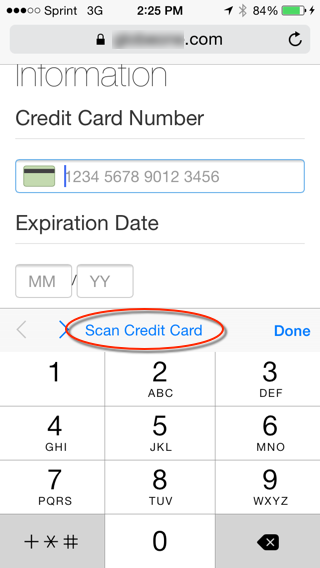 Sprint 3G 2:25 PM 84%
.com
Information
Credit Card Number
1234 5678 9012 3456
Expiration Date
MM / YY
Scan Credit Card Done
1 2 3
ABC DEF
4 5 6
GHI JKL MNO
7 8 9
PQRS TUV WXYZ
+*# 0